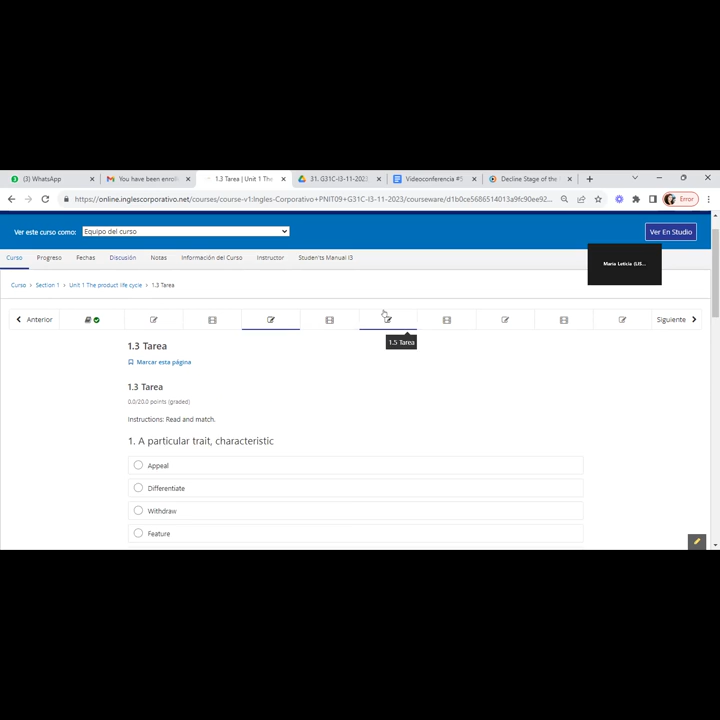 (3) WhatsApp
You have been enroll
1.3 Tarea | Unit 1 The
31. G31C-I3-11-2023
Videoconferencia #5
Decline Stage of the
https://online.inglescorporativo.net/courses/course-v1:Ingles-Corporativo+PNIT09+G31C-I3-11-2023/courseware/d1b0ce5686514013a9fc90ee92...
Error
Ver este curso como:
Equipo del curso
Ver En Studio
Curso
Progreso
Fechas
Discusión
Notas
Información del Curso
Instructor
Student'es Manual I3
Maria Leticia (LIS...
Curso
Section 1
Unit 1 The product life cycle
1.3 Tarea
Anterior
Siguiente
1.5 Tarea
1.3 Tarea
Marcar esta página
1.3 Tarea
0.0/20.0 points (graded)
Instructions: Read and match.
1. A particular trait, characteristic
Appeal
Differentiate
Withdraw
Feature